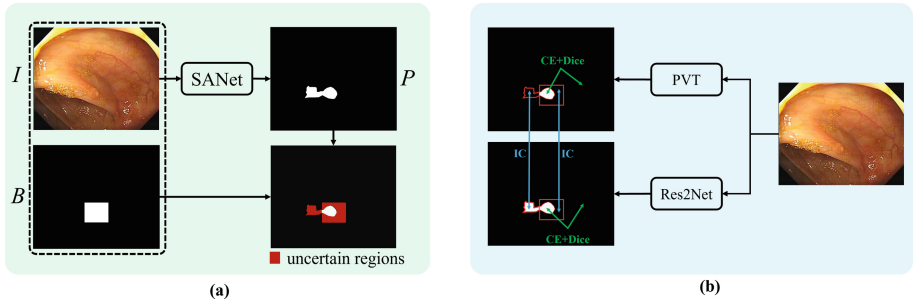 I
SANet
P
B
uncertain regions
(a)
CE+Dice
PVT
IC
IC
Res2Net
CE+Dice
(b)